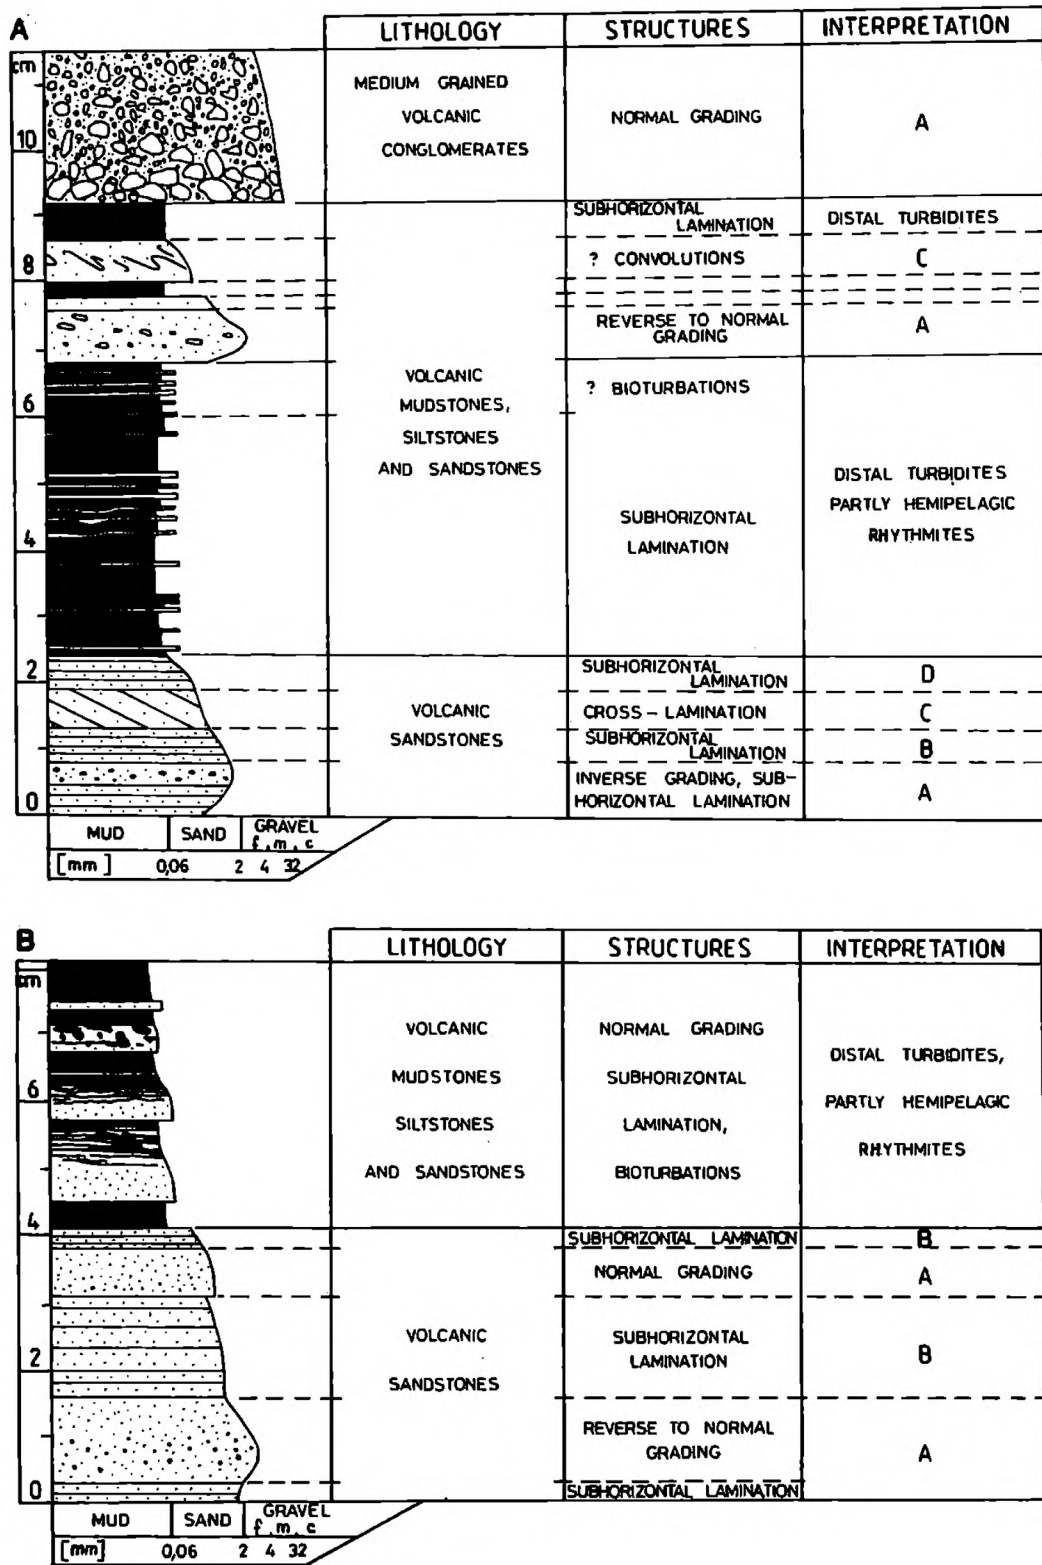 A
LITHOLOGY STRUCTURES INTERPRETATION
cm
MEDIUM GRAINED
VOLCANIC NORMAL GRADING A
CONGLOMERATES
10
SUBHORIZONTAL
LAMINATION DISTAL TURBIDITES
8 ? CONVOLUTIONS C
REVERSE TO NORMAL A
GRADING
VOLCANIC ? BIOTURBATIONS
6 MUDSTONES,
SILTSTONES
AND SANDSTONES DISTAL TURBIDITES
PARTLY HEMIPELAGIC
SUBHORIZONTAL RHYTHMITES
4 LAMINATION
SUBHORIZONTAL
2 LAMINATION D
VOLCANIC CROSS - LAMINATION C
SANDSTONES SUBHORIZONTAL
LAMINATION B
INVERSE GRADING, SUB-
0 HORIZONTAL LAMINATION A
MUD SAND GRAVEL
f. m. c
[mm] 0,06 2 4 32
B
LITHOLOGY STRUCTURES INTERPRETATION
cm
VOLCANIC NORMAL GRADING
DISTAL TURBIDITES,
MUDSTONES SUBHORIZONTAL
6 PARTLY HEMIPELAGIC
SILTSTONES LAMINATION,
RHYTHMITES
AND SANDSTONES BIOTURBATIONS
4 SUBHORIZONTAL LAMINATION B
NORMAL GRADING A
VOLCANIC SUBHORIZONTAL
LAMINATION B
2 SANDSTONES
REVERSE TO NORMAL
GRADING A
0 SUBHORIZONTAL LAMINATION
MUD SAND GRAVEL
f. m. c
[mm] 0,06 2 4 32